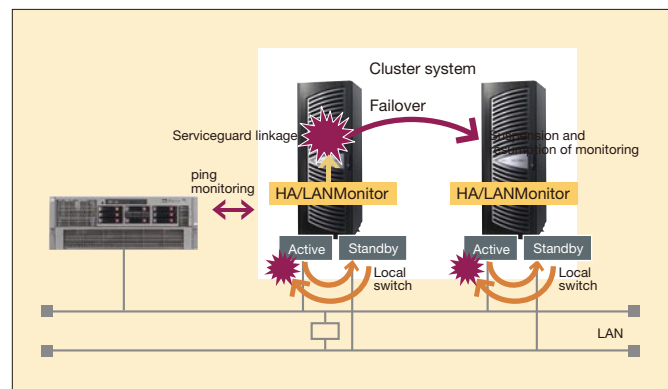 Cluster system
Failover
Serviceguard linkage
Suspension and
resumption of monitoring
ping
monitoring
HA/LANMonitor
HA/LANMonitor
Active
Standby
Active
Standby
Local
switch
Local
switch
LAN